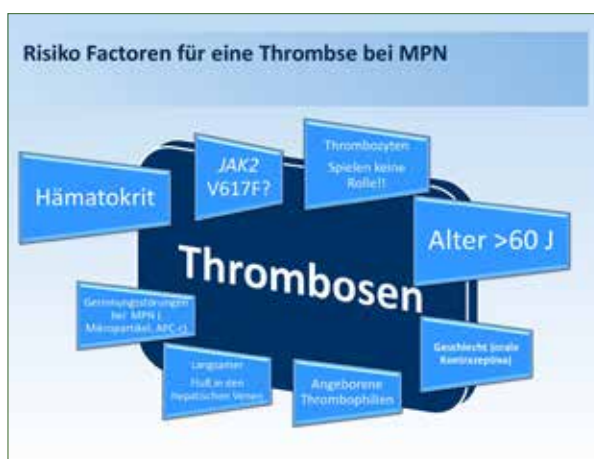 Risiko Factoren für eine Thrombse bei MPN
Hämatokrit
JAK2
V617F?
Thrombozyten
Spielen keine
Rolle!!
Alter >60 J
Thrombosen
Gerinnungsstörungen
bei MPN (
Mikropartikel, APC-r)
Langsamer
Fluß in den
hepatischen Venen
Angeborene
Thrombophilien
Geschlecht (orale
Kontrazeptiva)